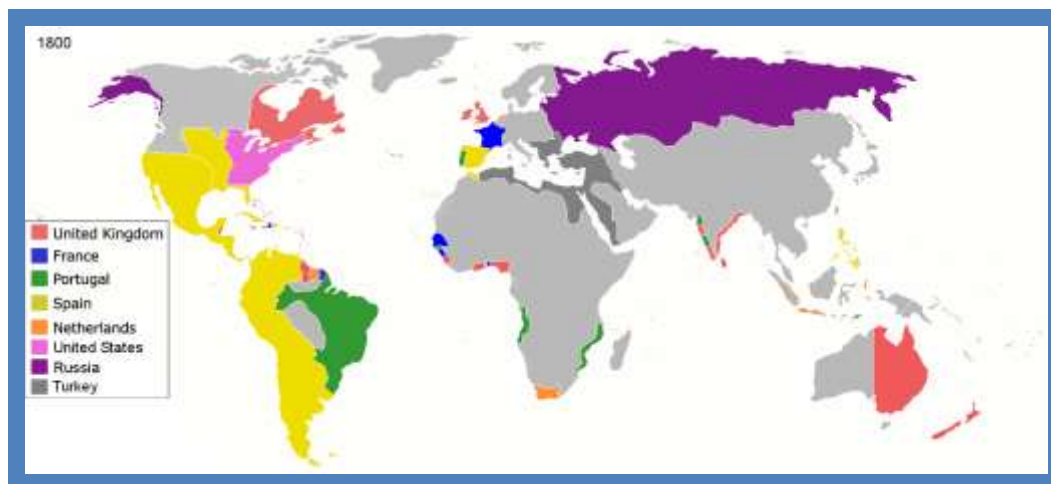 1800
United Kingdom
France
Portugal
Spain
Netherlands
United States
Russia
Turkey